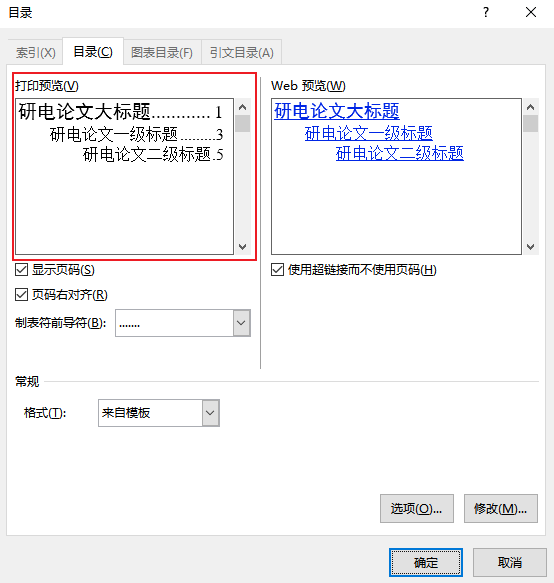 目录
?
索引(X) 目录(C) 图表目录(F) 引文目录(A)
打印预览(V)
研电论文大标题............ 1
研电论文一级标题.........3
研电论文二级标题.5
Web 预览(W)
研电论文大标题
研电论文一级标题
研电论文二级标题
显示页码(S)
页码右对齐(R)
制表符前导符(B): .......
使用超链接而不使用页码(H)
常规
格式(T): 来自模板
选项(O)... 修改(M)...
确定 取消